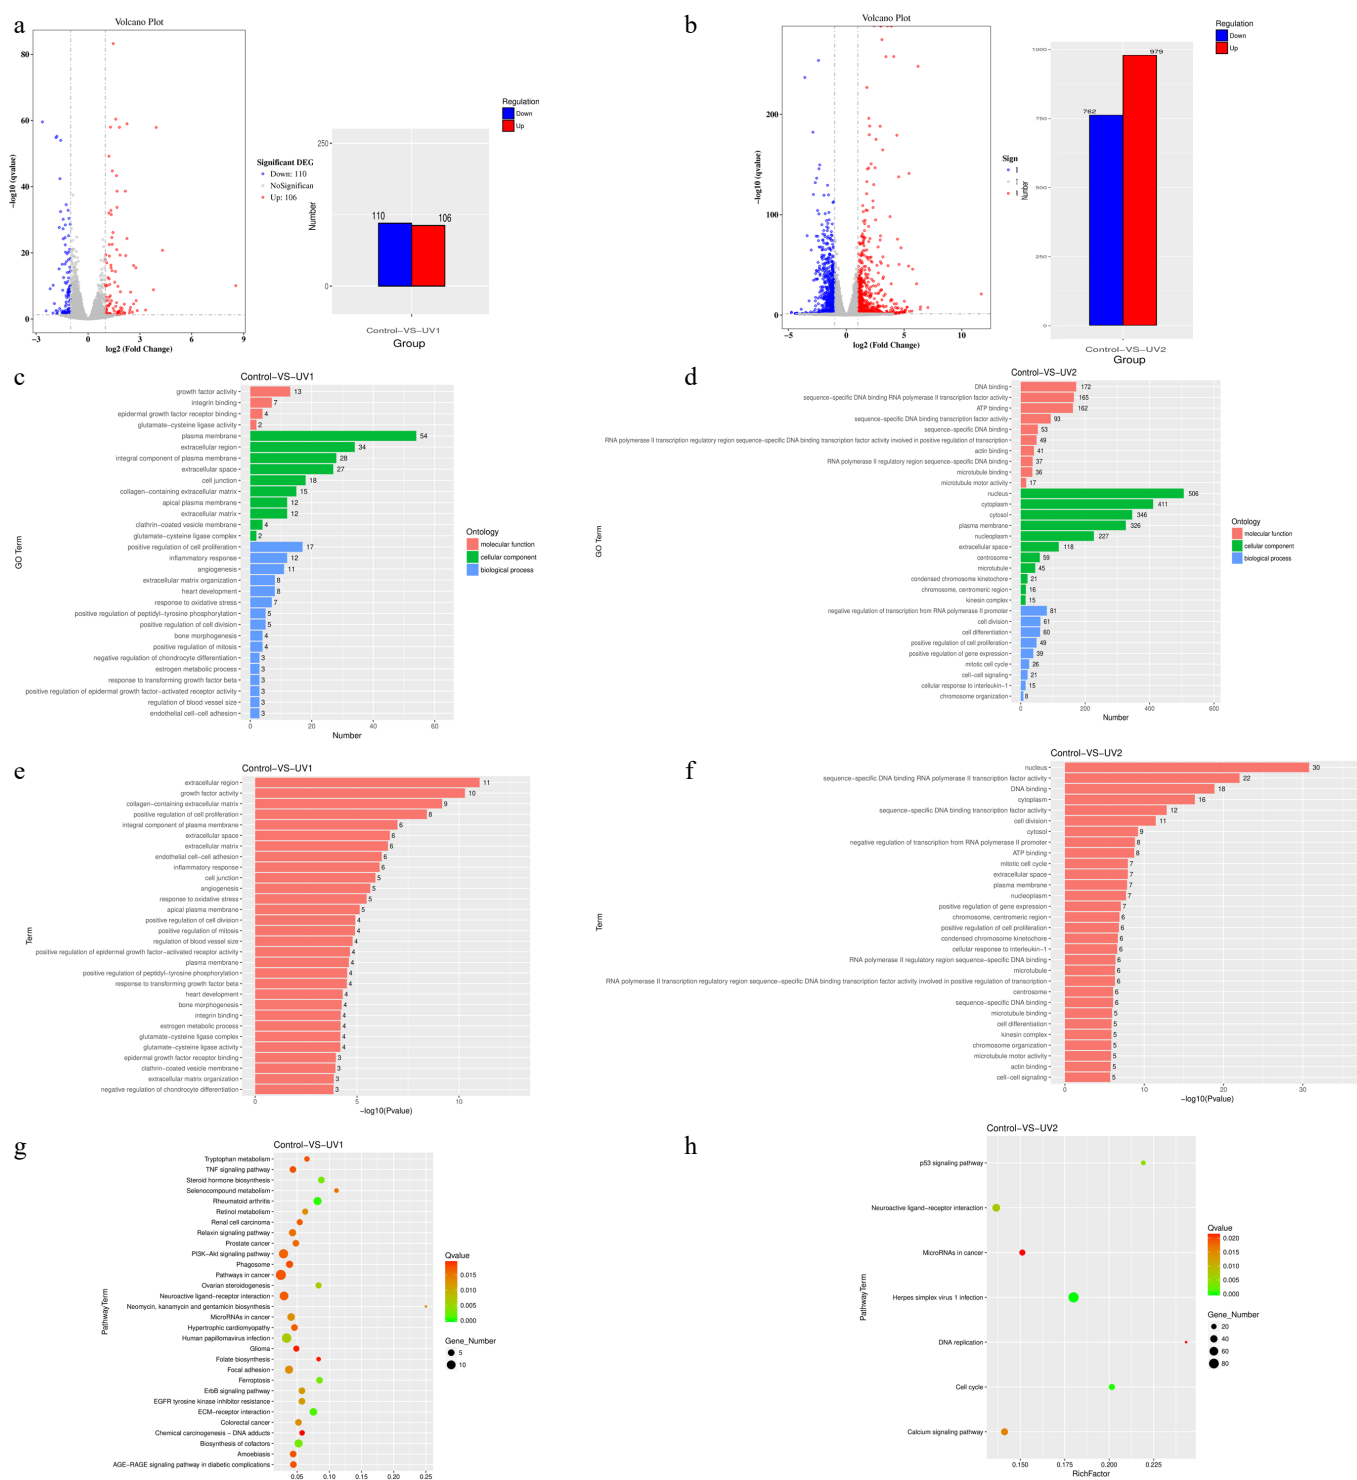 a
Volcano Plot
80
60
40
20
0
-3
0
3
6
9
−log10 (qvalue)
log2 (Fold Change)
Significant DEG
Down: 110
NoSignifican
Up: 106
Regulation
Down
Up
250
0
Number
110
106
Control-VS-UV1
Group
b
Volcano Plot
200
100
0
-5
0
5
10
−log10 (qvalue)
log2 (Fold Change)
Sign
Regulation
Down
Up
1000
750
500
250
0
Number
762
979
Control-VS-UV2
Group
c
Control−VS−UV1
growth factor activity 13
integrin binding 7
epidermal growth factor receptor binding 4
glutamate−cysteine ligase activity 2
plasma membrane 54
extracellular region 34
integral component of plasma membrane 28
extracellular space 27
cell junction 18
collagen−containing extracellular matrix 15
apical plasma membrane 12
extracellular matrix 12
clathrin−coated vesicle membrane 4
glutamate−cysteine ligase complex 2
positive regulation of cell proliferation 17
inflammatory response 12
angiogenesis 11
extracellular matrix organization 8
heart development 8
response to oxidative stress 7
positive regulation of peptidyl−tyrosine phosphorylation 5
positive regulation of cell division 5
bone morphogenesis 4
positive regulation of mitosis 4
negative regulation of chondrocyte differentiation 3
estrogen metabolic process 3
response to transforming growth factor beta 3
positive regulation of epidermal growth factor−activated receptor activity 3
regulation of blood vessel size 3
endothelial cell−cell adhesion 3
0 20 40 60
Number
GO Term
Ontology
molecular function
cellular component
biological process
d
Control−VS−UV2
DNA binding 172
sequence−specific DNA binding RNA polymerase II transcription factor activity 165
ATP binding 162
sequence−specific DNA binding transcription factor activity 93
sequence−specific DNA binding 53
RNA polymerase II transcription regulatory region sequence−specific DNA binding transcription factor activity involved in positive regulation of transcription 49
actin binding 41
RNA polymerase II regulatory region sequence−specific DNA binding 37
microtubule binding 36
microtubule motor activity 17
nucleus 506
cytoplasm 411
cytosol 346
plasma membrane 326
nucleoplasm 227
extracellular space 118
centrosome 59
microtubule 45
condensed chromosome kinetochore 21
chromosome, centromeric region 16
kinesin complex 15
negative regulation of transcription from RNA polymerase II promoter 81
cell division 61
cell differentiation 60
positive regulation of cell proliferation 49
positive regulation of gene expression 39
mitotic cell cycle 26
cell−cell signaling 21
cellular response to interleukin−1 15
chromosome organization 8
0 200 400 600
Number
GO Term
Ontology
molecular function
cellular component
biological process
e
Control−VS−UV1
extracellular region 11
growth factor activity 10
collagen−containing extracellular matrix 9
positive regulation of cell proliferation 8
integral component of plasma membrane 6
extracellular space 6
extracellular matrix 6
endothelial cell−cell adhesion 6
inflammatory response 6
cell junction 5
angiogenesis 5
response to oxidative stress 5
apical plasma membrane 5
positive regulation of cell division 4
positive regulation of mitosis 4
regulation of blood vessel size 4
positive regulation of epidermal growth factor−activated receptor activity 4
plasma membrane 4
positive regulation of peptidyl−tyrosine phosphorylation 4
response to transforming growth factor beta 4
heart development 4
bone morphogenesis 4
integrin binding 4
estrogen metabolic process 4
glutamate−cysteine ligase complex 4
glutamate−cysteine ligase activity 4
epidermal growth factor receptor binding 3
clathrin−coated vesicle membrane 3
extracellular matrix organization 3
negative regulation of chondrocyte differentiation 3
0 5 10
−log10(Pvalue)
Term
f
Control−VS−UV2
nucleus 30
sequence−specific DNA binding RNA polymerase II transcription factor activity 22
DNA binding 18
cytoplasm 16
sequence−specific DNA binding transcription factor activity 12
cell division 11
cytosol 9
negative regulation of transcription from RNA polymerase II promoter 8
ATP binding 8
mitotic cell cycle 7
extracellular space 7
plasma membrane 7
nucleoplasm 7
positive regulation of gene expression 7
chromosome, centromeric region 6
positive regulation of cell proliferation 6
condensed chromosome kinetochore 6
cellular response to interleukin−1 6
RNA polymerase II regulatory region sequence−specific DNA binding 6
microtubule 6
RNA polymerase II transcription regulatory region sequence−specific DNA binding transcription factor activity involved in positive regulation of transcription 6
centrosome 6
sequence−specific DNA binding 6
microtubule binding 5
cell differentiation 5
kinesin complex 5
chromosome organization 5
microtubule motor activity 5
actin binding 5
cell−cell signaling 5
0 10 20 30
−log10(Pvalue)
Term
g
Control−VS−UV1
Tryptophan metabolism
TNF signaling pathway
Steroid hormone biosynthesis
Selenocompound metabolism
Rheumatoid arthritis
Retinol metabolism
Renal cell carcinoma
Relaxin signaling pathway
Prostate cancer
PI3K−Akt signaling pathway
Phagosome
Pathways in cancer
Ovarian steroidogenesis
Neuroactive ligand−receptor interaction
Neomycin, kanamycin and gentamicin biosynthesis
MicroRNAs in cancer
Hypertrophic cardiomyopathy
Human papillomavirus infection
Glioma
Folate biosynthesis
Focal adhesion
Ferroptosis
ErbB signaling pathway
EGFR tyrosine kinase inhibitor resistance
ECM−receptor interaction
Colorectal cancer
Chemical carcinogenesis − DNA adducts
Biosynthesis of cofactors
Amoebiasis
AGE−RAGE signaling pathway in diabetic complications
0.05 0.10 0.15 0.20 0.25
PathwayTerm
Qvalue
0.015
0.010
0.005
0.000
Gene_Number
5
10
h
Control−VS−UV2
p53 signaling pathway
Neuroactive ligand−receptor interaction
MicroRNAs in cancer
Herpes simplex virus 1 infection
DNA replication
Cell cycle
Calcium signaling pathway
0.150 0.175 0.200 0.225
RichFactor
PathwayTerm
Qvalue
0.020
0.015
0.010
0.005
0.000
Gene_Number
20
40
60
80